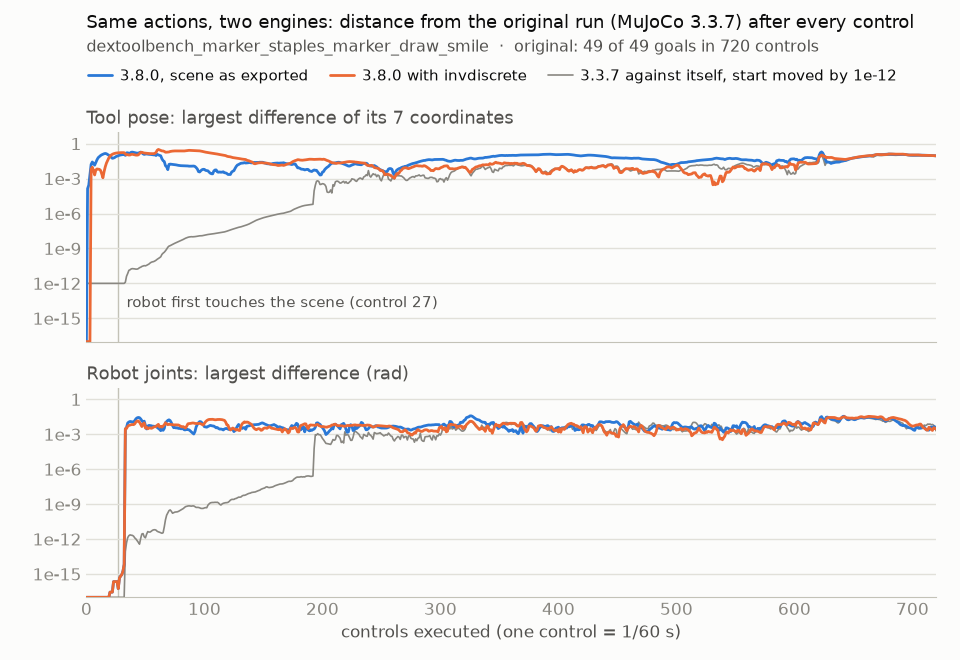 Same actions, two engines: distance from the original run (MuJoCo 3.3.7) after every control
dextoolbench_marker_staples_marker_draw_smile · original: 49 of 49 goals in 720 controls
3.8.0, scene as exported 3.8.0 with invdiscrete 3.3.7 against itself, start moved by 1e-12
Tool pose: largest difference of its 7 coordinates
1
1e-3
1e-6
1e-9
1e-12
robot first touches the scene (control 27)
1e-15
Robot joints: largest difference (rad)
1
1e-3
1e-6
1e-9
1e-12
1e-15
0 100 200 300 400 500 600 700
controls executed (one control = 1/60 s)